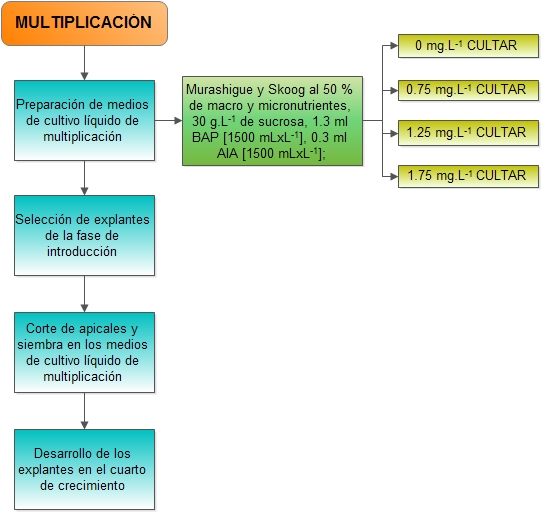 MULTIPLICACIÓN
Preparación de medios
de cultivo líquido de
multiplicación
Murashigue y Skoog al 50 %
de macro y micronutrientes,
30 g.L⁻¹ de sucrosa, 1.3 ml
BAP [1500 mLxL⁻¹], 0.3 ml
AIA [1500 mLxL⁻¹];
0 mg.L⁻¹ CULTAR
0.75 mg.L⁻¹ CULTAR
1.25 mg.L⁻¹ CULTAR
1.75 mg.L⁻¹ CULTAR
Selección de explantes
de la fase de
introducción
Corte de apicales y
siembra en los medios
de cultivo líquido de
multiplicación
Desarrollo de los
explantes en el cuarto
de crecimiento